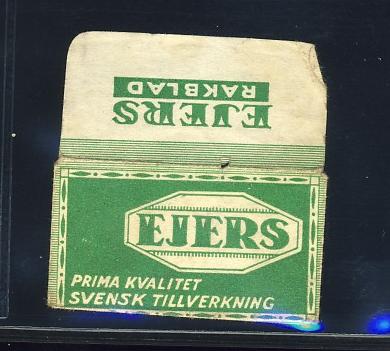 EJERS
RAKBLAD
EJERS
PRIMA KVALITET
SVENSK TILLVERKNING